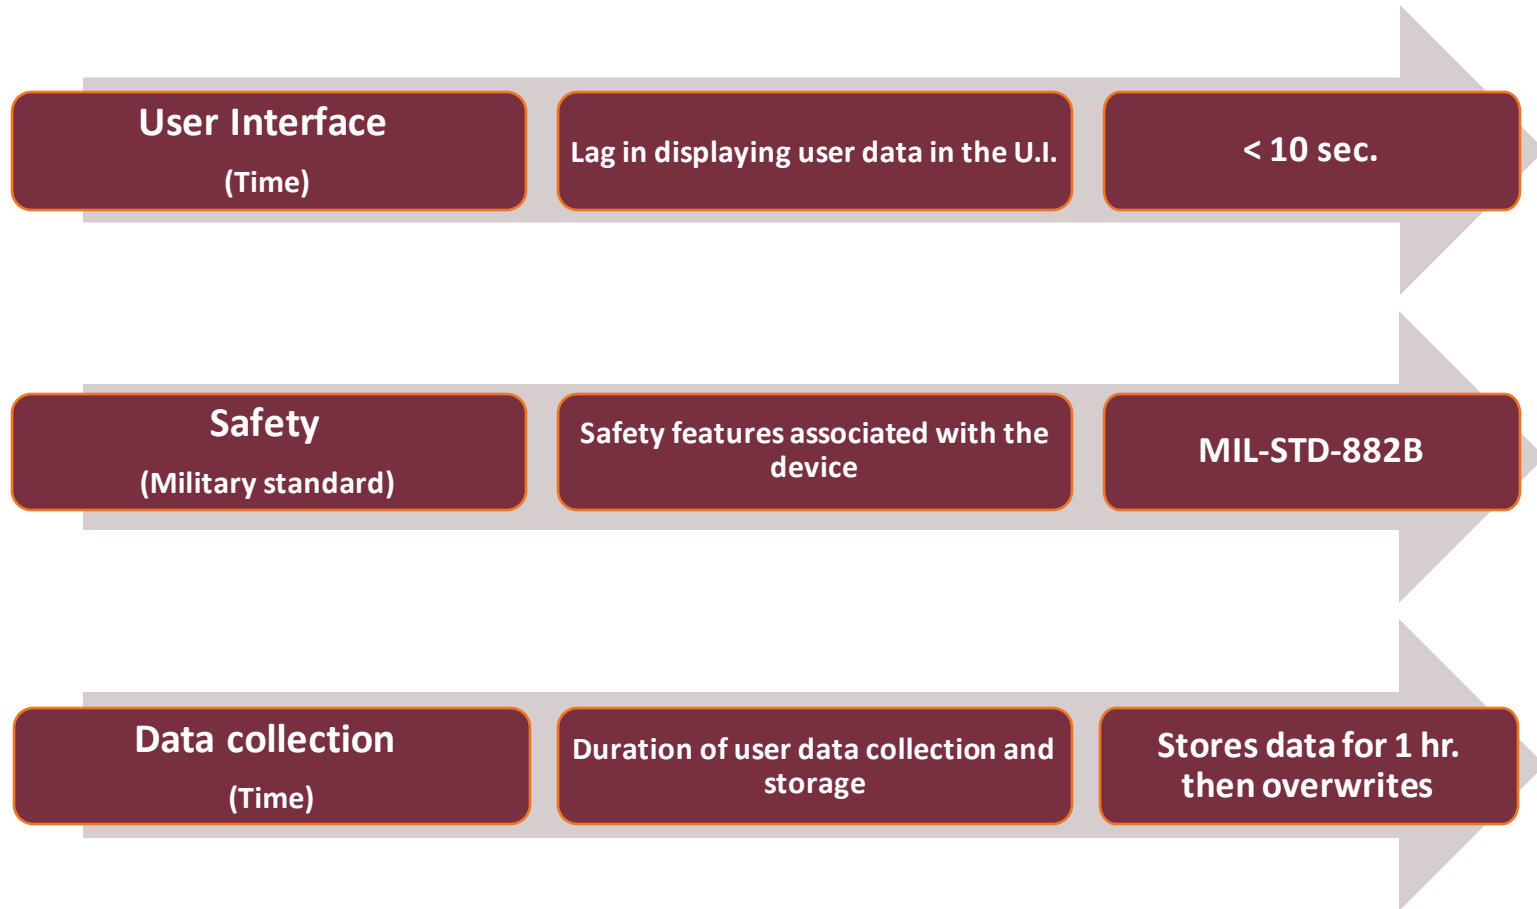 User Interface
(Time)
Lag in displaying user data in the U.I.
< 10 sec.
Safety
(Military standard)
Safety features associated with the
device
MIL-STD-882B
Data collection
(Time)
Duration of user data collection and
storage
Stores data for 1 hr.
then overwrites